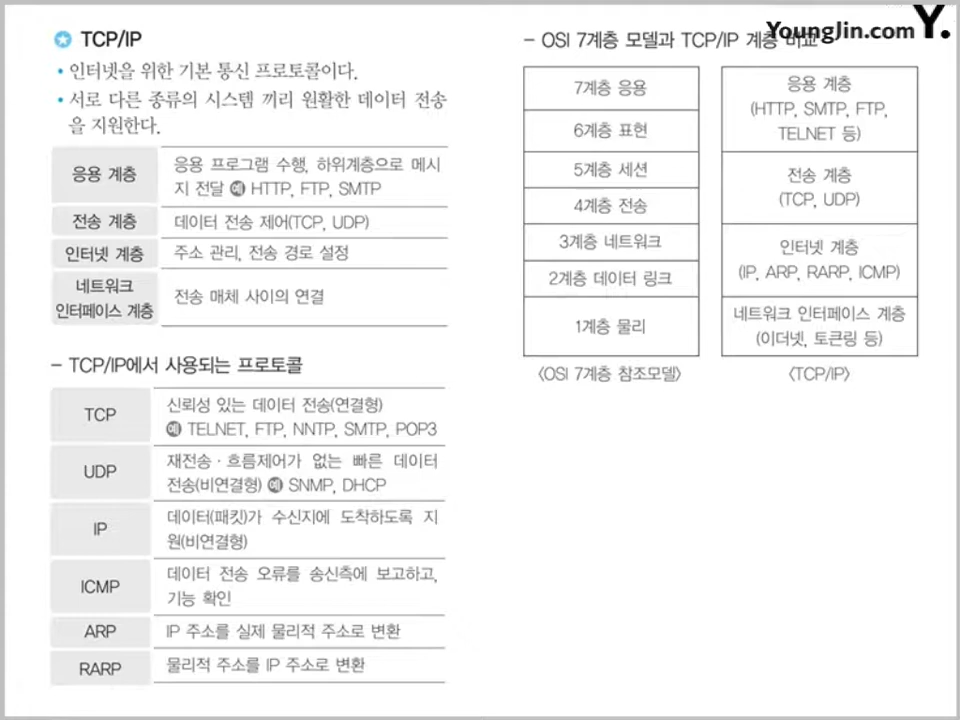 YoungJin.com Y.
TCP/IP
• 인터넷을 위한 기본 통신 프로토콜이다.
• 서로 다른 종류의 시스템 끼리 원활한 데이터 전송
을 지원한다.
응용 계층
응용 프로그램 수행, 하위계층으로 메시
지 전달 예 HTTP, FTP, SMTP
전송 계층
데이터 전송 제어(TCP, UDP)
인터넷 계층
주소 관리, 전송 경로 설정
네트워크
인터페이스 계층
전송 매체 사이의 연결
– TCP/IP에서 사용되는 프로토콜
TCP
신뢰성 있는 데이터 전송(연결형)
예 TELNET, FTP, NNTP, SMTP, POP3
UDP
재전송·흐름제어가 없는 빠른 데이터
전송(비연결형) 예 SNMP, DHCP
IP
데이터(패킷)가 수신지에 도착하도록 지
원(비연결형)
ICMP
데이터 전송 오류를 송신측에 보고하고,
기능 확인
ARP
IP 주소를 실제 물리적 주소로 변환
RARP
물리적 주소를 IP 주소로 변환
– OSI 7계층 모델과 TCP/IP 계층 비교
7계층 응용
6계층 표현
5계층 세션
4계층 전송
3계층 네트워크
2계층 데이터 링크
1계층 물리
〈OSI 7계층 참조모델〉
응용 계층
(HTTP, SMTP, FTP,
TELNET 등)
전송 계층
(TCP, UDP)
인터넷 계층
(IP, ARP, RARP, ICMP)
네트워크 인터페이스 계층
(이더넷, 토큰링 등)
〈TCP/IP〉